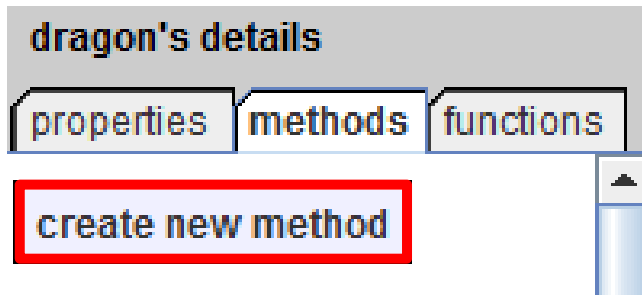 dragon's details
properties methods functions
create new method